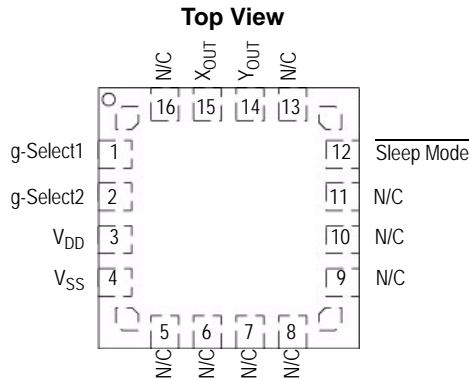 Top View
N/C XOUT YOUT N/C
16 15 14 13
g-Select1 1 12 Sleep Mode
g-Select2 2 11 N/C
VDD 3 10 N/C
VSS 4 9 N/C
5 6 7 8
N/C N/C N/C N/C